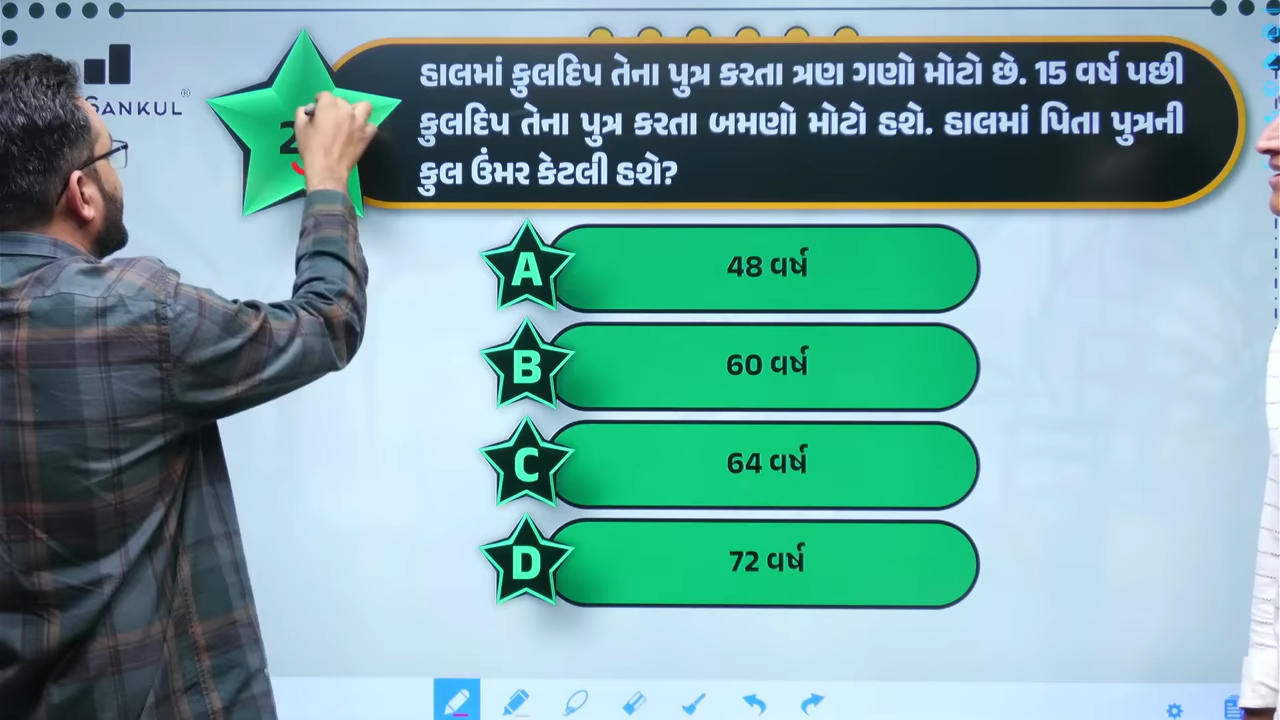 SANKUL®
2
હાલમાં કુલદિપ તેના પુત્ર કરતા ત્રણ ગણો મોટો છે. 15 વર્ષ પછી
કુલદિપ તેના પુત્ર કરતા બમણો મોટો હશે. હાલમાં પિતા પુત્રની
કુલ ઉંમર કેટલી હશે?
A 48 વર્ષ
B 60 વર્ષ
C 64 વર્ષ
D 72 વર્ષ